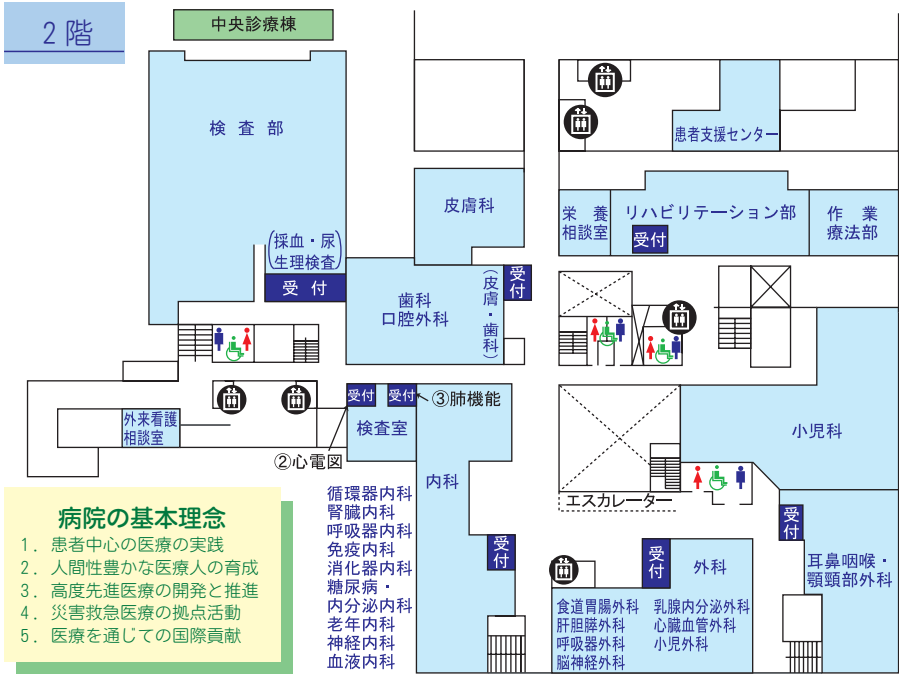 2階
中央診療棟
検査部
(採血・尿
生理検査)
受付
皮膚科
歯科
口腔外科
(皮膚・歯科)
受付
患者支援センター
栄養
相談室
リハビリテーション部
受付
作業
療法部
外来看護
相談室
受付
受付
③肺機能
検査室
②心電図
内科
循環器内科
腎臓内科
呼吸器内科
免疫内科
消化器内科
糖尿病・
内分泌内科
老年内科
神経内科
血液内科
受付
エスカレーター
小児科
受付
耳鼻咽喉・
顎頸部外科
受付
外科
食道胃腸外科
肝胆膵外科
呼吸器外科
脳神経外科
乳腺内分泌外科
心臓血管外科
小児外科
病院の基本理念
1．患者中心の医療の実践
2．人間性豊かな医療人の育成
3．高度先進医療の開発と推進
4．災害救急医療の拠点活動
5．医療を通じての国際貢献